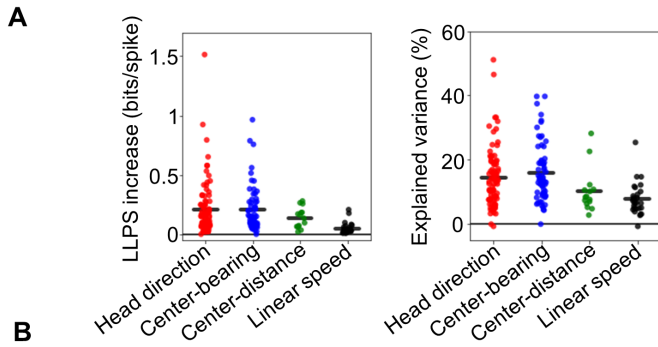 A
LLPS increase (bits/spike)
1.5
1
0.5
0
Head direction
Center-bearing
Center-distance
Linear speed
Explained variance (%)
60
40
20
0
Head direction
Center-bearing
Center-distance
Linear speed
B